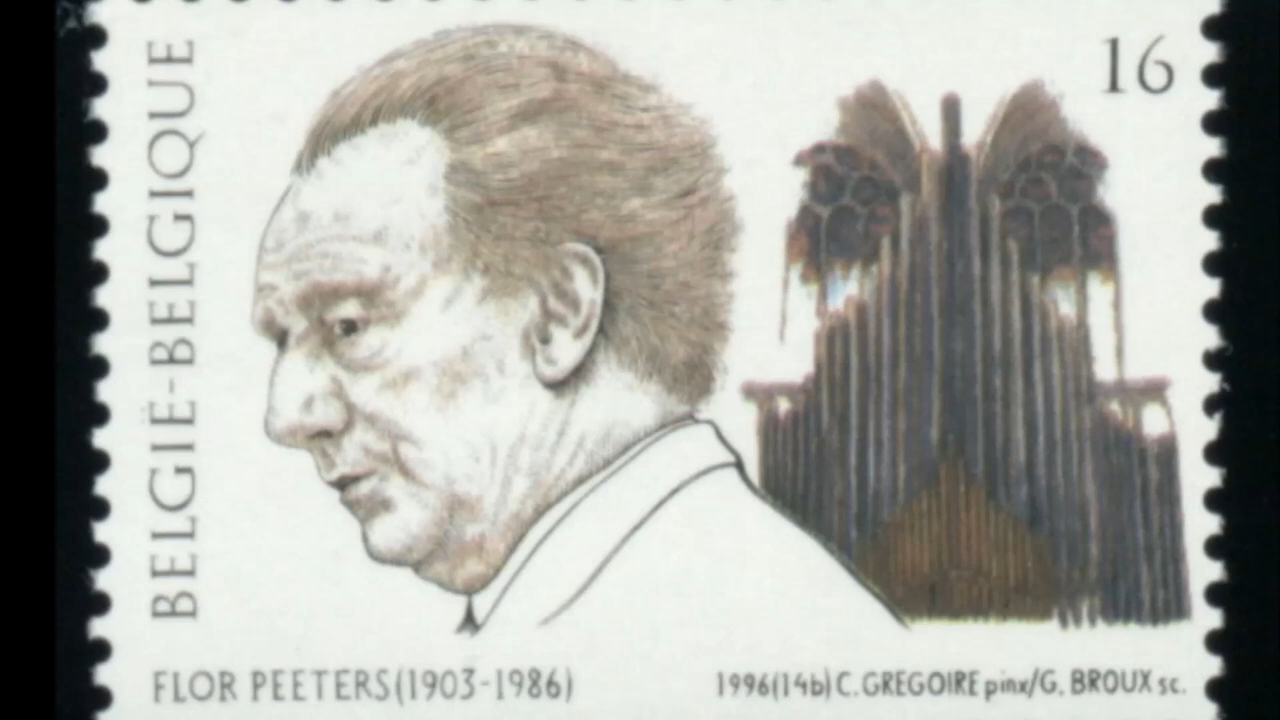 BELGIË-BELGIQUE
16
FLOR PEETERS(1903-1986)
1996(14b) C. GREGOIRE pinx/G. BROUX sc.